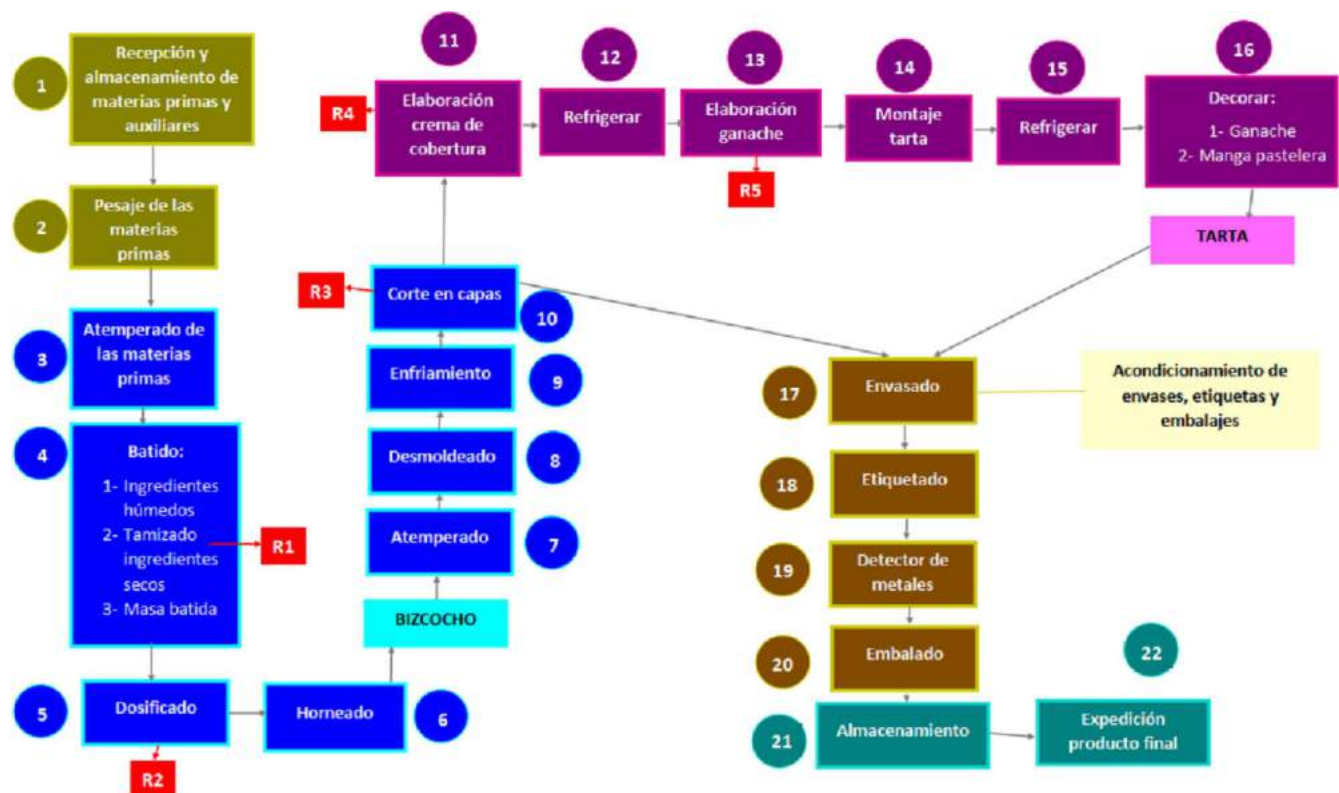 1
Recepción y
almacenamiento de
materias primas y
auxiliares
2
Pesaje de las
materias
primas
3
Atemperado de
las materias
primas
4
Batido:
1- Ingredientes
húmedos
2- Tamizado
ingredientes
secos
3- Masa batida
R1
5
Dosificado
R2
Horneado
6
BIZCOCHO
Atemperado
7
Desmoldeado
8
Enfriamiento
9
R3
Corte en capas
10
11
R4
Elaboración
crema de
cobertura
12
Refrigerar
13
Elaboración
ganache
R5
14
Montaje
tarta
15
Refrigerar
16
Decorar:
1- Ganache
2- Manga pastelera
TARTA
17
Envasado
Acondicionamiento de
envases, etiquetas y
embalajes
18
Etiquetado
19
Detector de
metales
20
Embalado
21
Almacenamiento
22
Expedición
producto final